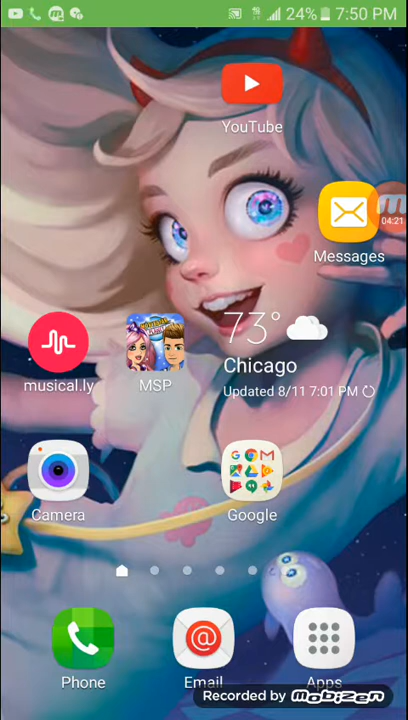 24% 7:50 PM
YouTube
04:21
Messages
73°
Chicago
Updated 8/11 7:01 PM
musical.ly
MSP
Camera
Google
Phone
Email
Apps
Recorded by Mobizen